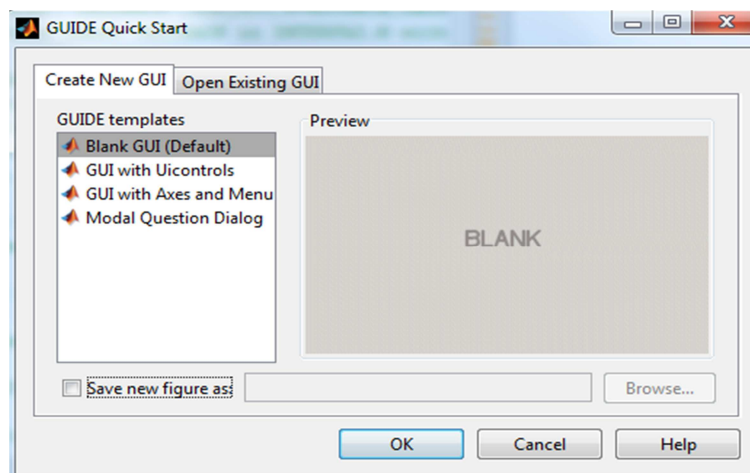 GUIDE Quick Start
Create New GUI
Open Existing GUI
GUIDE templates
Preview
Blank GUI (Default)
GUI with Uicontrols
GUI with Axes and Menu
Modal Question Dialog
BLANK
Save new figure as:
Browse...
OK
Cancel
Help